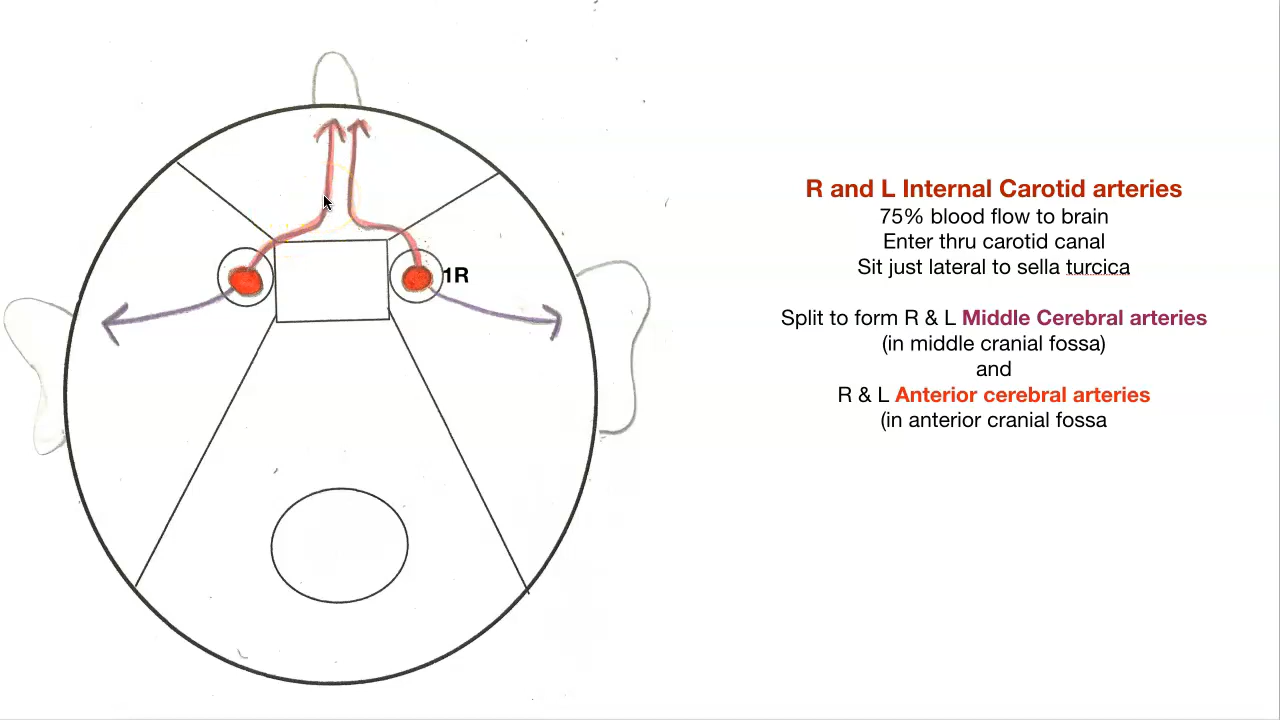 1R
R and L Internal Carotid arteries
75% blood flow to brain
Enter thru carotid canal
Sit just lateral to sella turcica
Split to form R & L Middle Cerebral arteries
(in middle cranial fossa)
and
R & L Anterior cerebral arteries
(in anterior cranial fossa